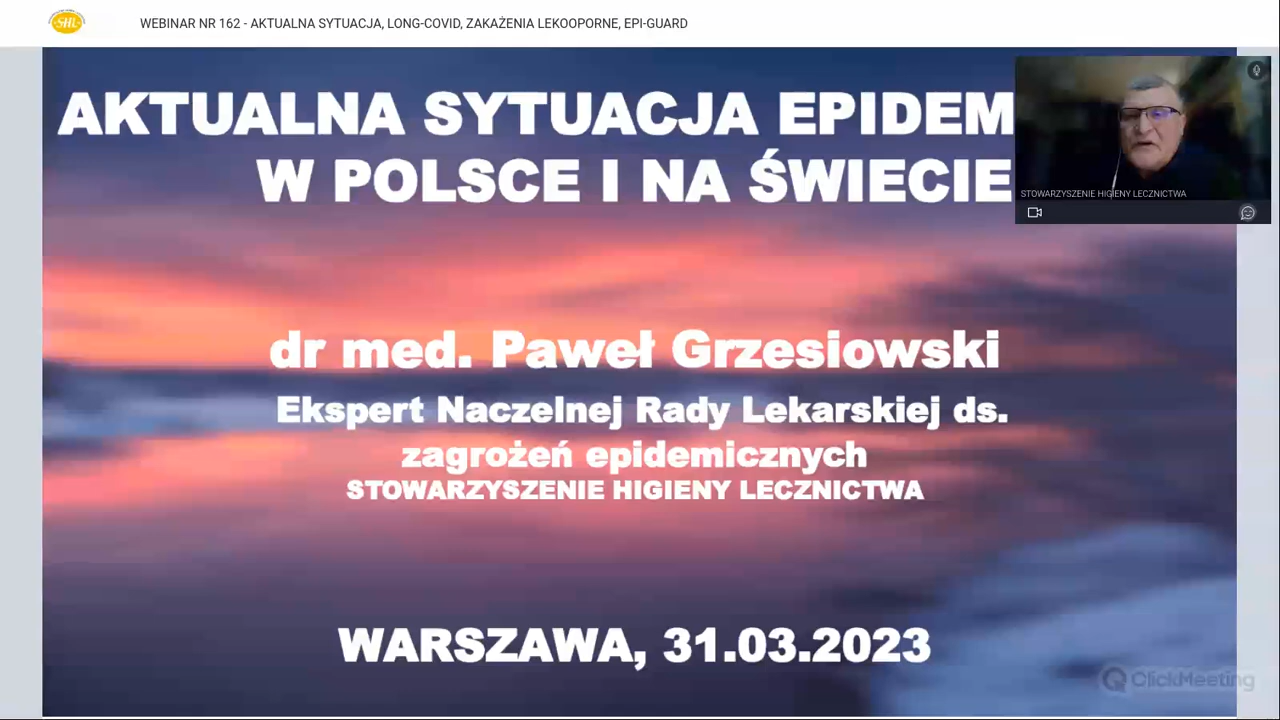 SHL
WEBINAR NR 162 - AKTUALNA SYTUACJA, LONG-COVID, ZAKAŻENIA LEKOOPORNE, EPI-GUARD
AKTUALNA SYTUACJA EPIDEM
W POLSCE I NA ŚWIECIE
STOWARZYSZENIE HIGIENY LECZNICTWA
dr med. Paweł Grzesiowski
Ekspert Naczelnej Rady Lekarskiej ds.
zagrożeń epidemicznych
STOWARZYSZENIE HIGIENY LECZNICTWA
WARSZAWA, 31.03.2023
ClickMeeting